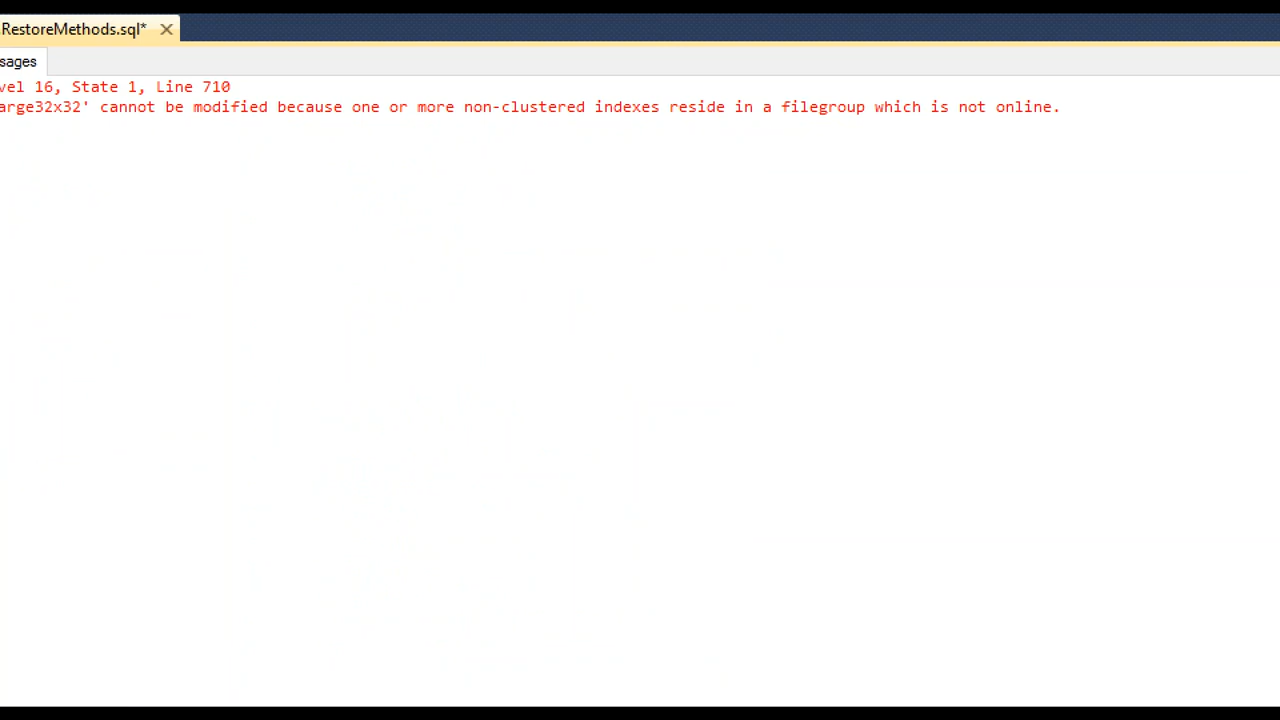 RestoreMethods.sql*
sages
vel 16, State 1, Line 710
arge32x32' cannot be modified because one or more non-clustered indexes reside in a filegroup which is not online.